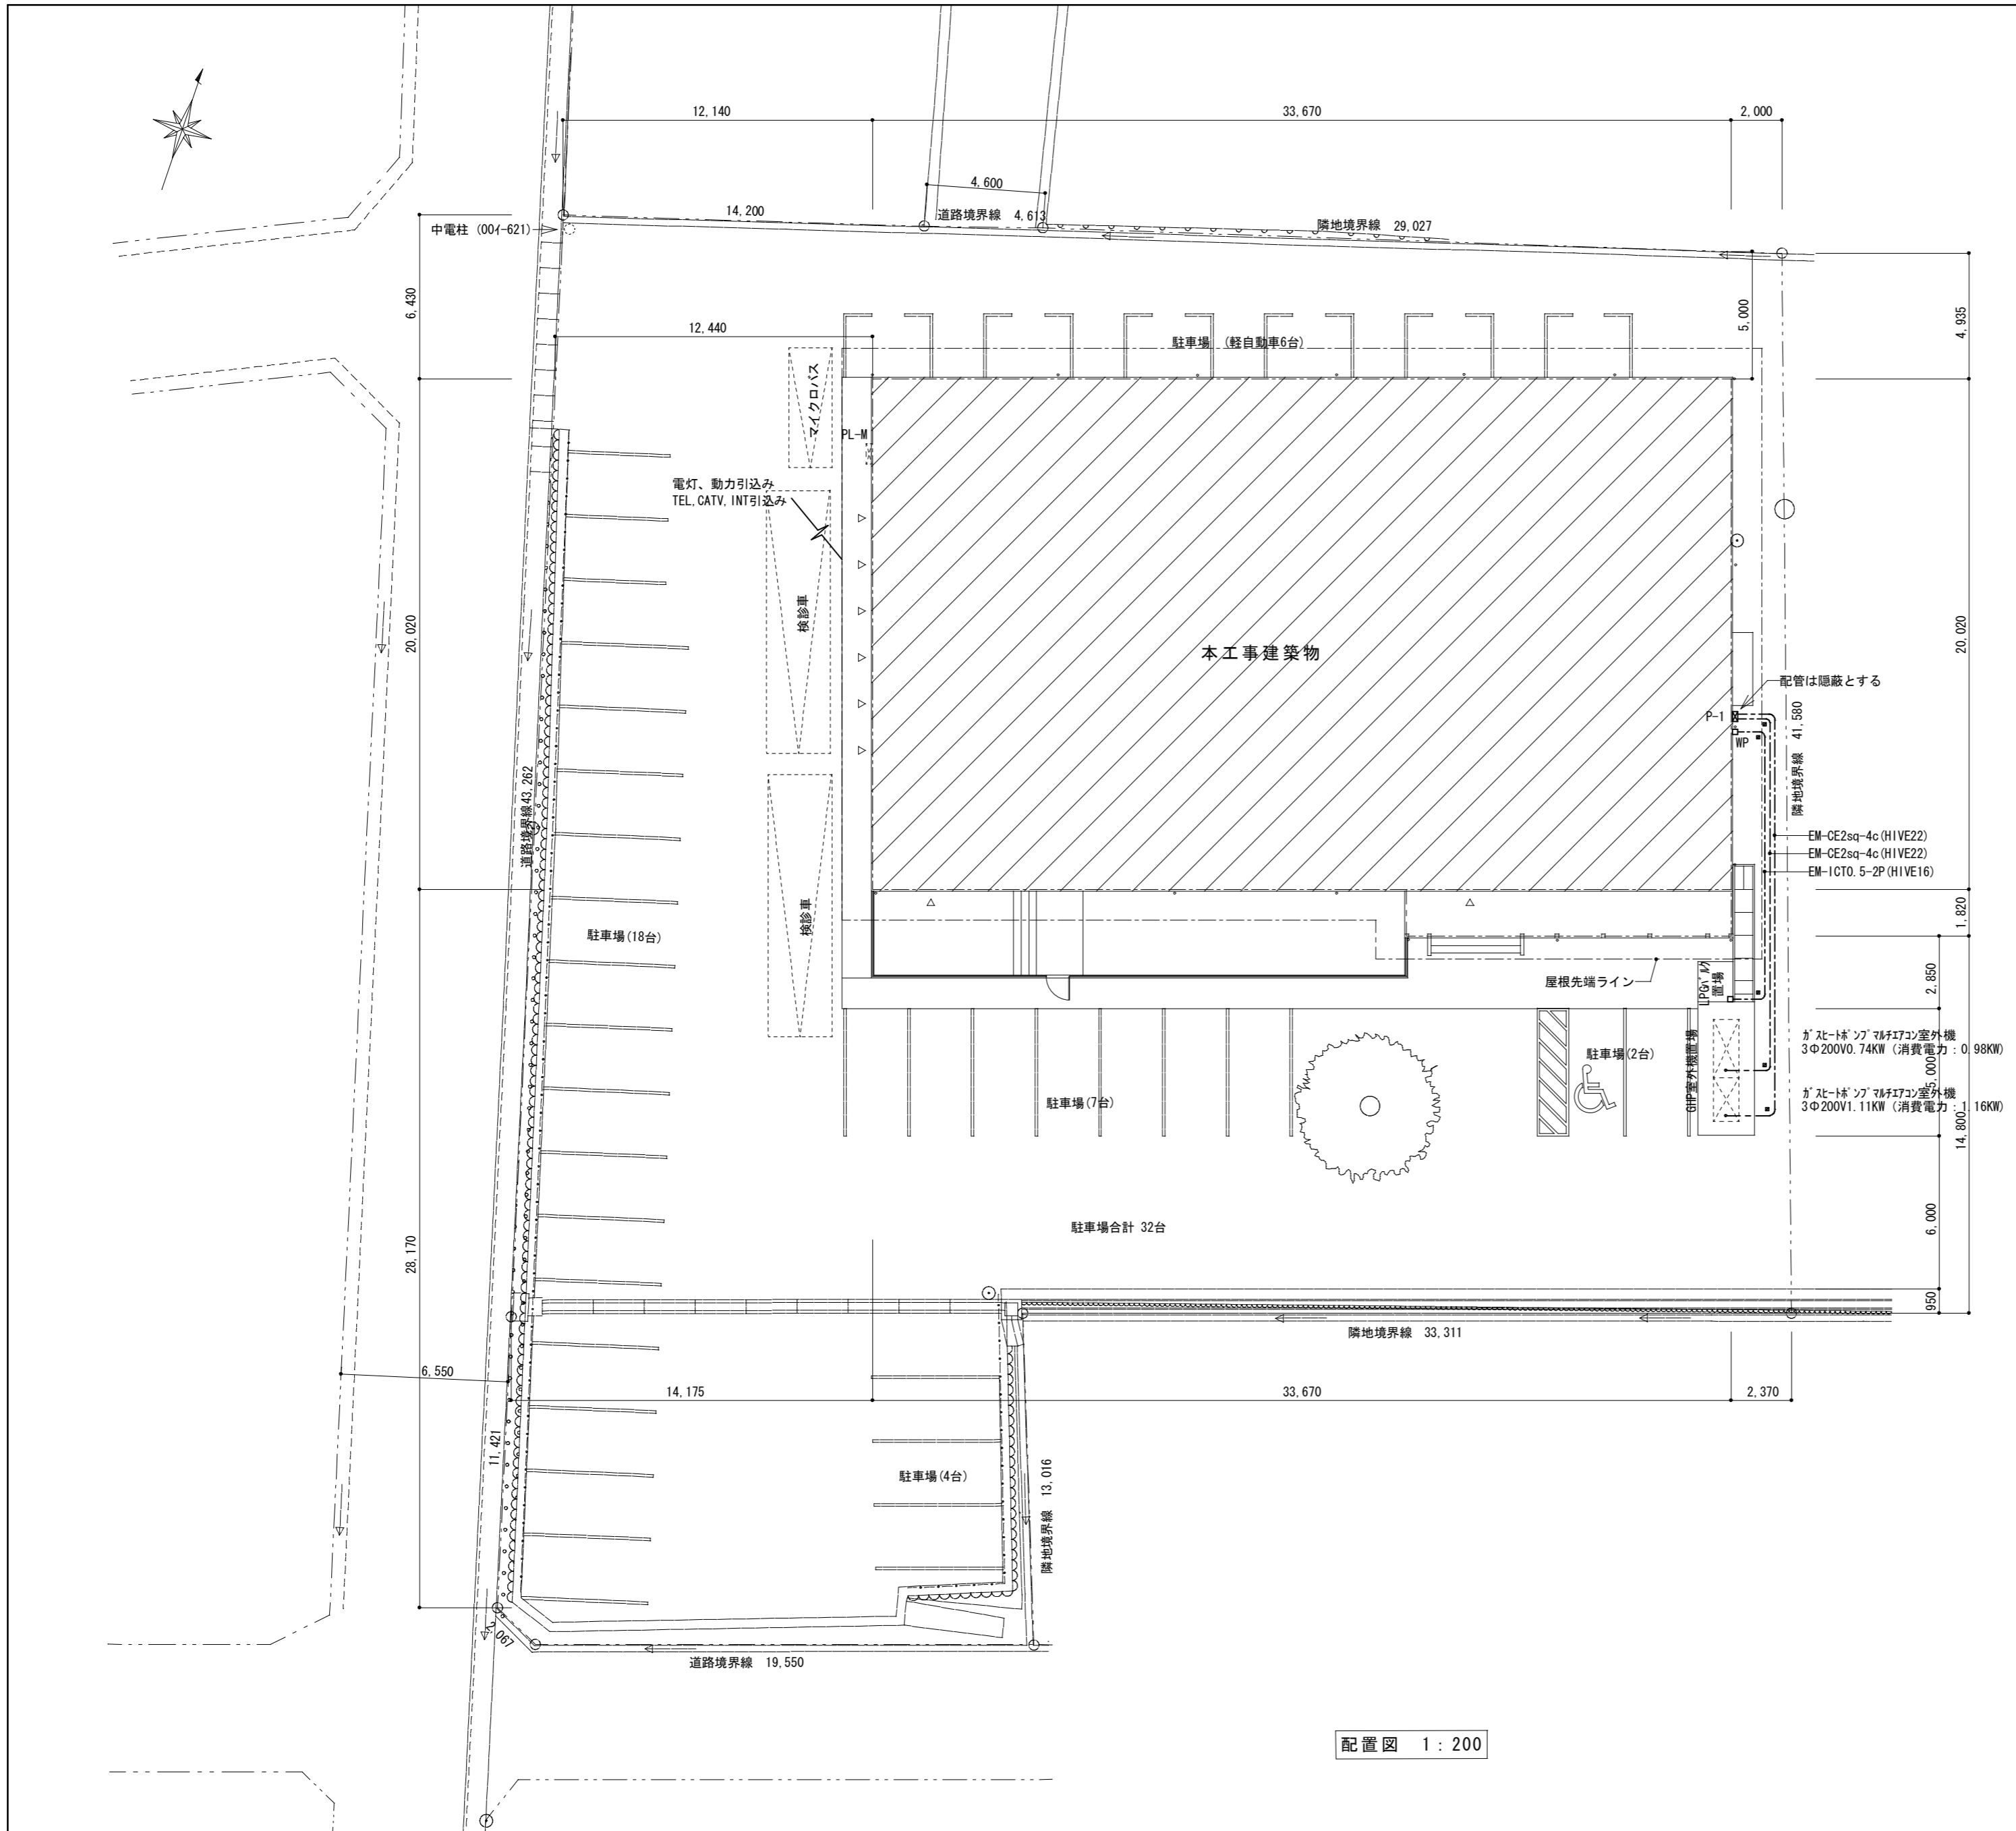 12,140
33,670
2,000
4,600
14,200
道路境界線 4,613
隣地境界線 29,027
中電柱 (00ｲ-621)
6,430
12,440
5,000
4,935
駐車場 (軽自動車6台)
マイクロバス
PL-M
電灯、動力引込み
TEL,CATV,INT引込み
検診車
20,020
本工事建築物
20,020
配管は隠蔽とする
P-1
WP
隣地境界線 41,580
道路境界線43,262
EM-CE2sq-4c(HIVE22)
EM-CE2sq-4c(HIVE22)
EM-ICT0.5-2P(HIVE16)
検診車
1,820
駐車場(18台)
屋根先端ライン
LPGﾊﾞﾙｸ
置場
2,850
ｶﾞｽﾋｰﾄﾎﾟﾝﾌﾟﾏﾙﾁｴｱｺﾝ室外機
3Φ200V0.74KW (消費電力：0.98KW)
GHP室外機置場
駐車場(2台)
5,000
ｶﾞｽﾋｰﾄﾎﾟﾝﾌﾟﾏﾙﾁｴｱｺﾝ室外機
3Φ200V1.11KW (消費電力：1.16KW)
駐車場(7台)
14,800
28,170
駐車場合計 32台
6,000
950
隣地境界線 33,311
6,550
14,175
33,670
2,370
11,421
駐車場(4台)
隣地境界線 13,016
2,067
道路境界線 19,550
配置図 1：200